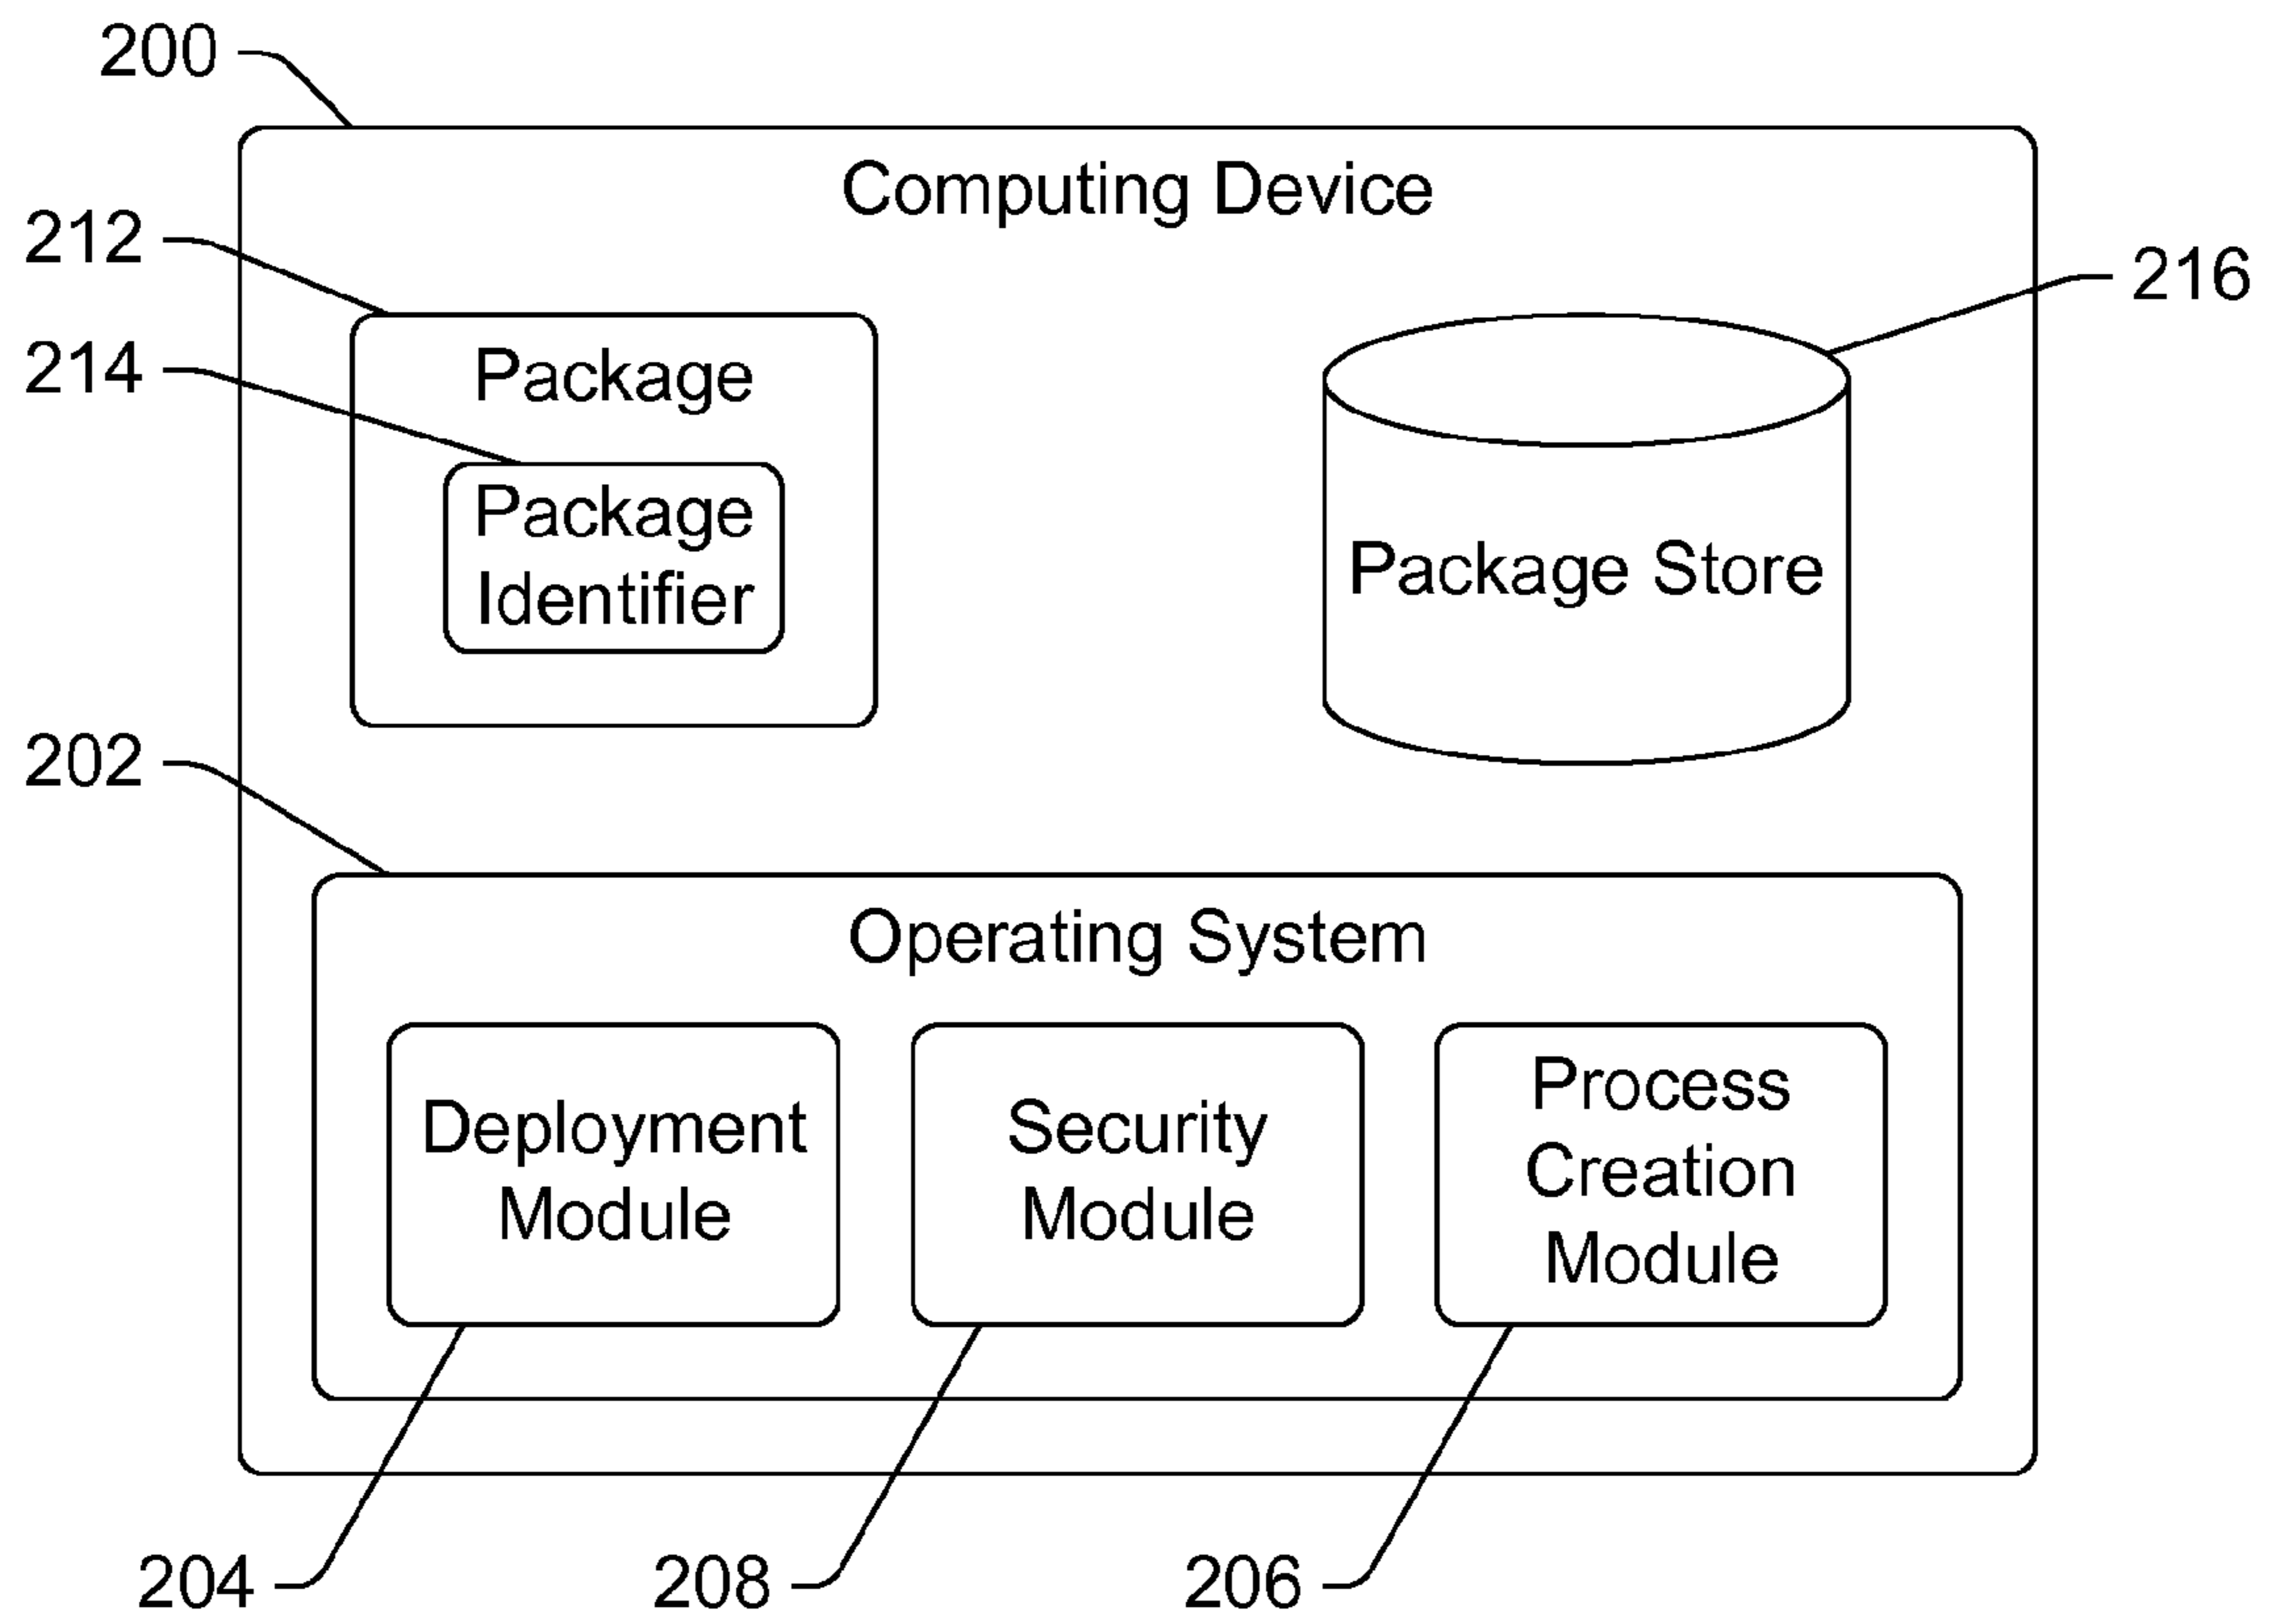 200
Computing Device
212
216
214
Package
Package
Identifier
Package Store
202
Operating System
Deployment
Module
Security
Module
Process
Creation
Module
204
208
206